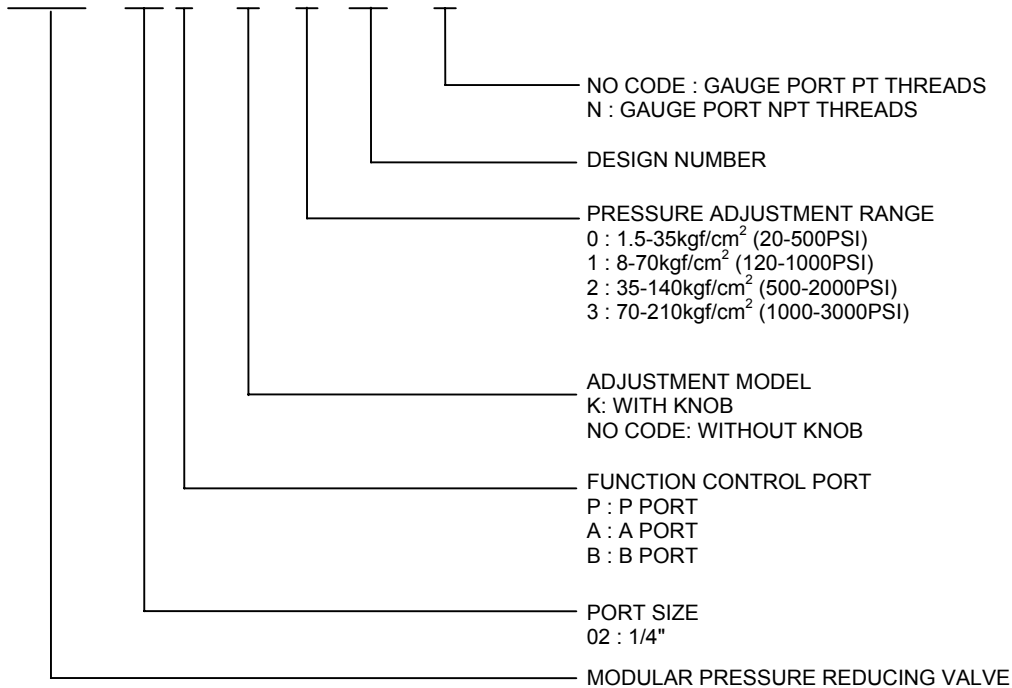 NO CODE : GAUGE PORT PT THREADS
N : GAUGE PORT NPT THREADS
DESIGN NUMBER
PRESSURE ADJUSTMENT RANGE
0 : 1.5-35kgf/cm² (20-500PSI)
1 : 8-70kgf/cm² (120-1000PSI)
2 : 35-140kgf/cm² (500-2000PSI)
3 : 70-210kgf/cm² (1000-3000PSI)
ADJUSTMENT MODEL
K: WITH KNOB
NO CODE: WITHOUT KNOB
FUNCTION CONTROL PORT
P : P PORT
A : A PORT
B : B PORT
PORT SIZE
02 : 1/4"
MODULAR PRESSURE REDUCING VALVE